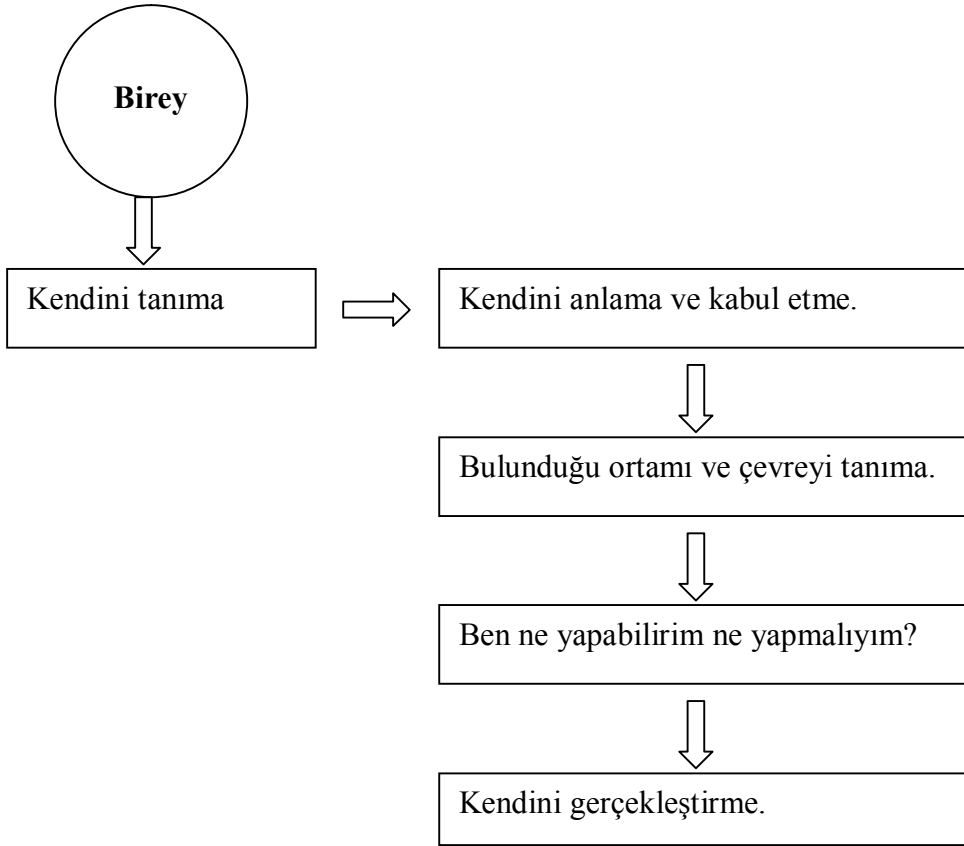 Birey
Kendini tanıma
Kendini anlama ve kabul etme.
Bulunduğu ortamı ve çevreyi tanıma.
Ben ne yapabilirim ne yapmalıyım?
Kendini gerçekleştirme.